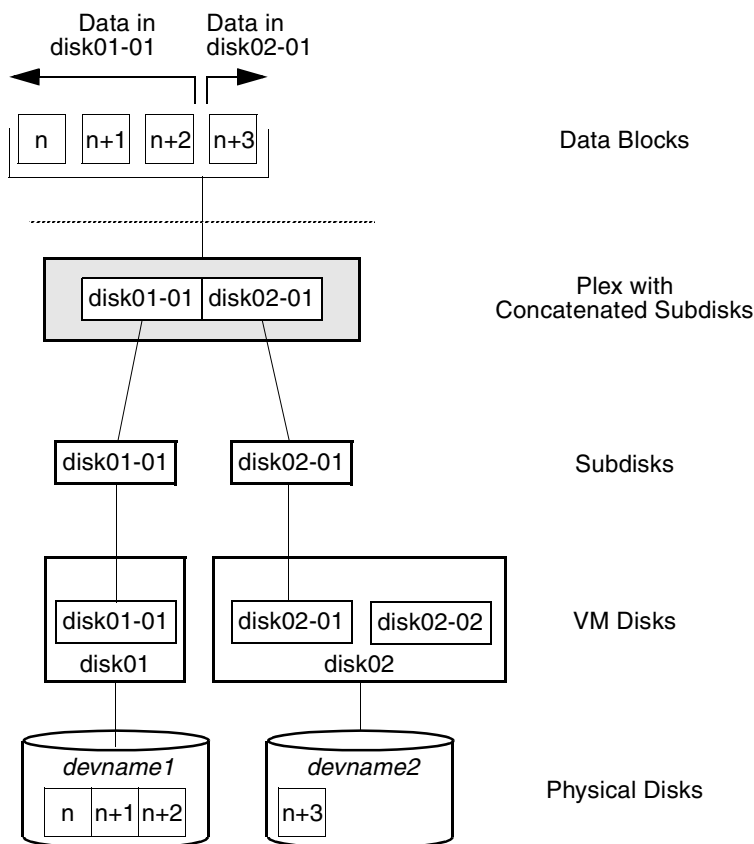 Data in
disk01-01
Data in
disk02-01
n
n+1
n+2
n+3
Data Blocks
disk01-01
disk02-01
Plex with
Concatenated Subdisks
disk01-01
disk02-01
Subdisks
disk01-01
disk01
disk02-01
disk02-02
disk02
VM Disks
devname1
n
n+1
n+2
devname2
n+3
Physical Disks